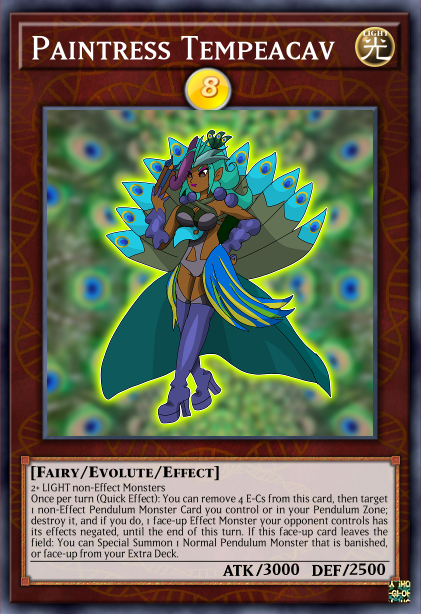 PAINTRESS TEMPEACAV
LIGHT
光
8
[FAIRY/EVOLUTE/EFFECT]
2+ LIGHT non-Effect Monsters
Once per turn (Quick Effect): You can remove 4 E-Cs from this card, then target
1 non-Effect Pendulum Monster Card you control or in your Pendulum Zone;
destroy it, and if you do, 1 face-up Effect Monster your opponent controls has
its effects negated, until the end of this turn. If this face-up card leaves the
field: You can Special Summon 1 Normal Pendulum Monster that is banished,
or face-up from your Extra Deck.
ATK/3000 DEF/2500